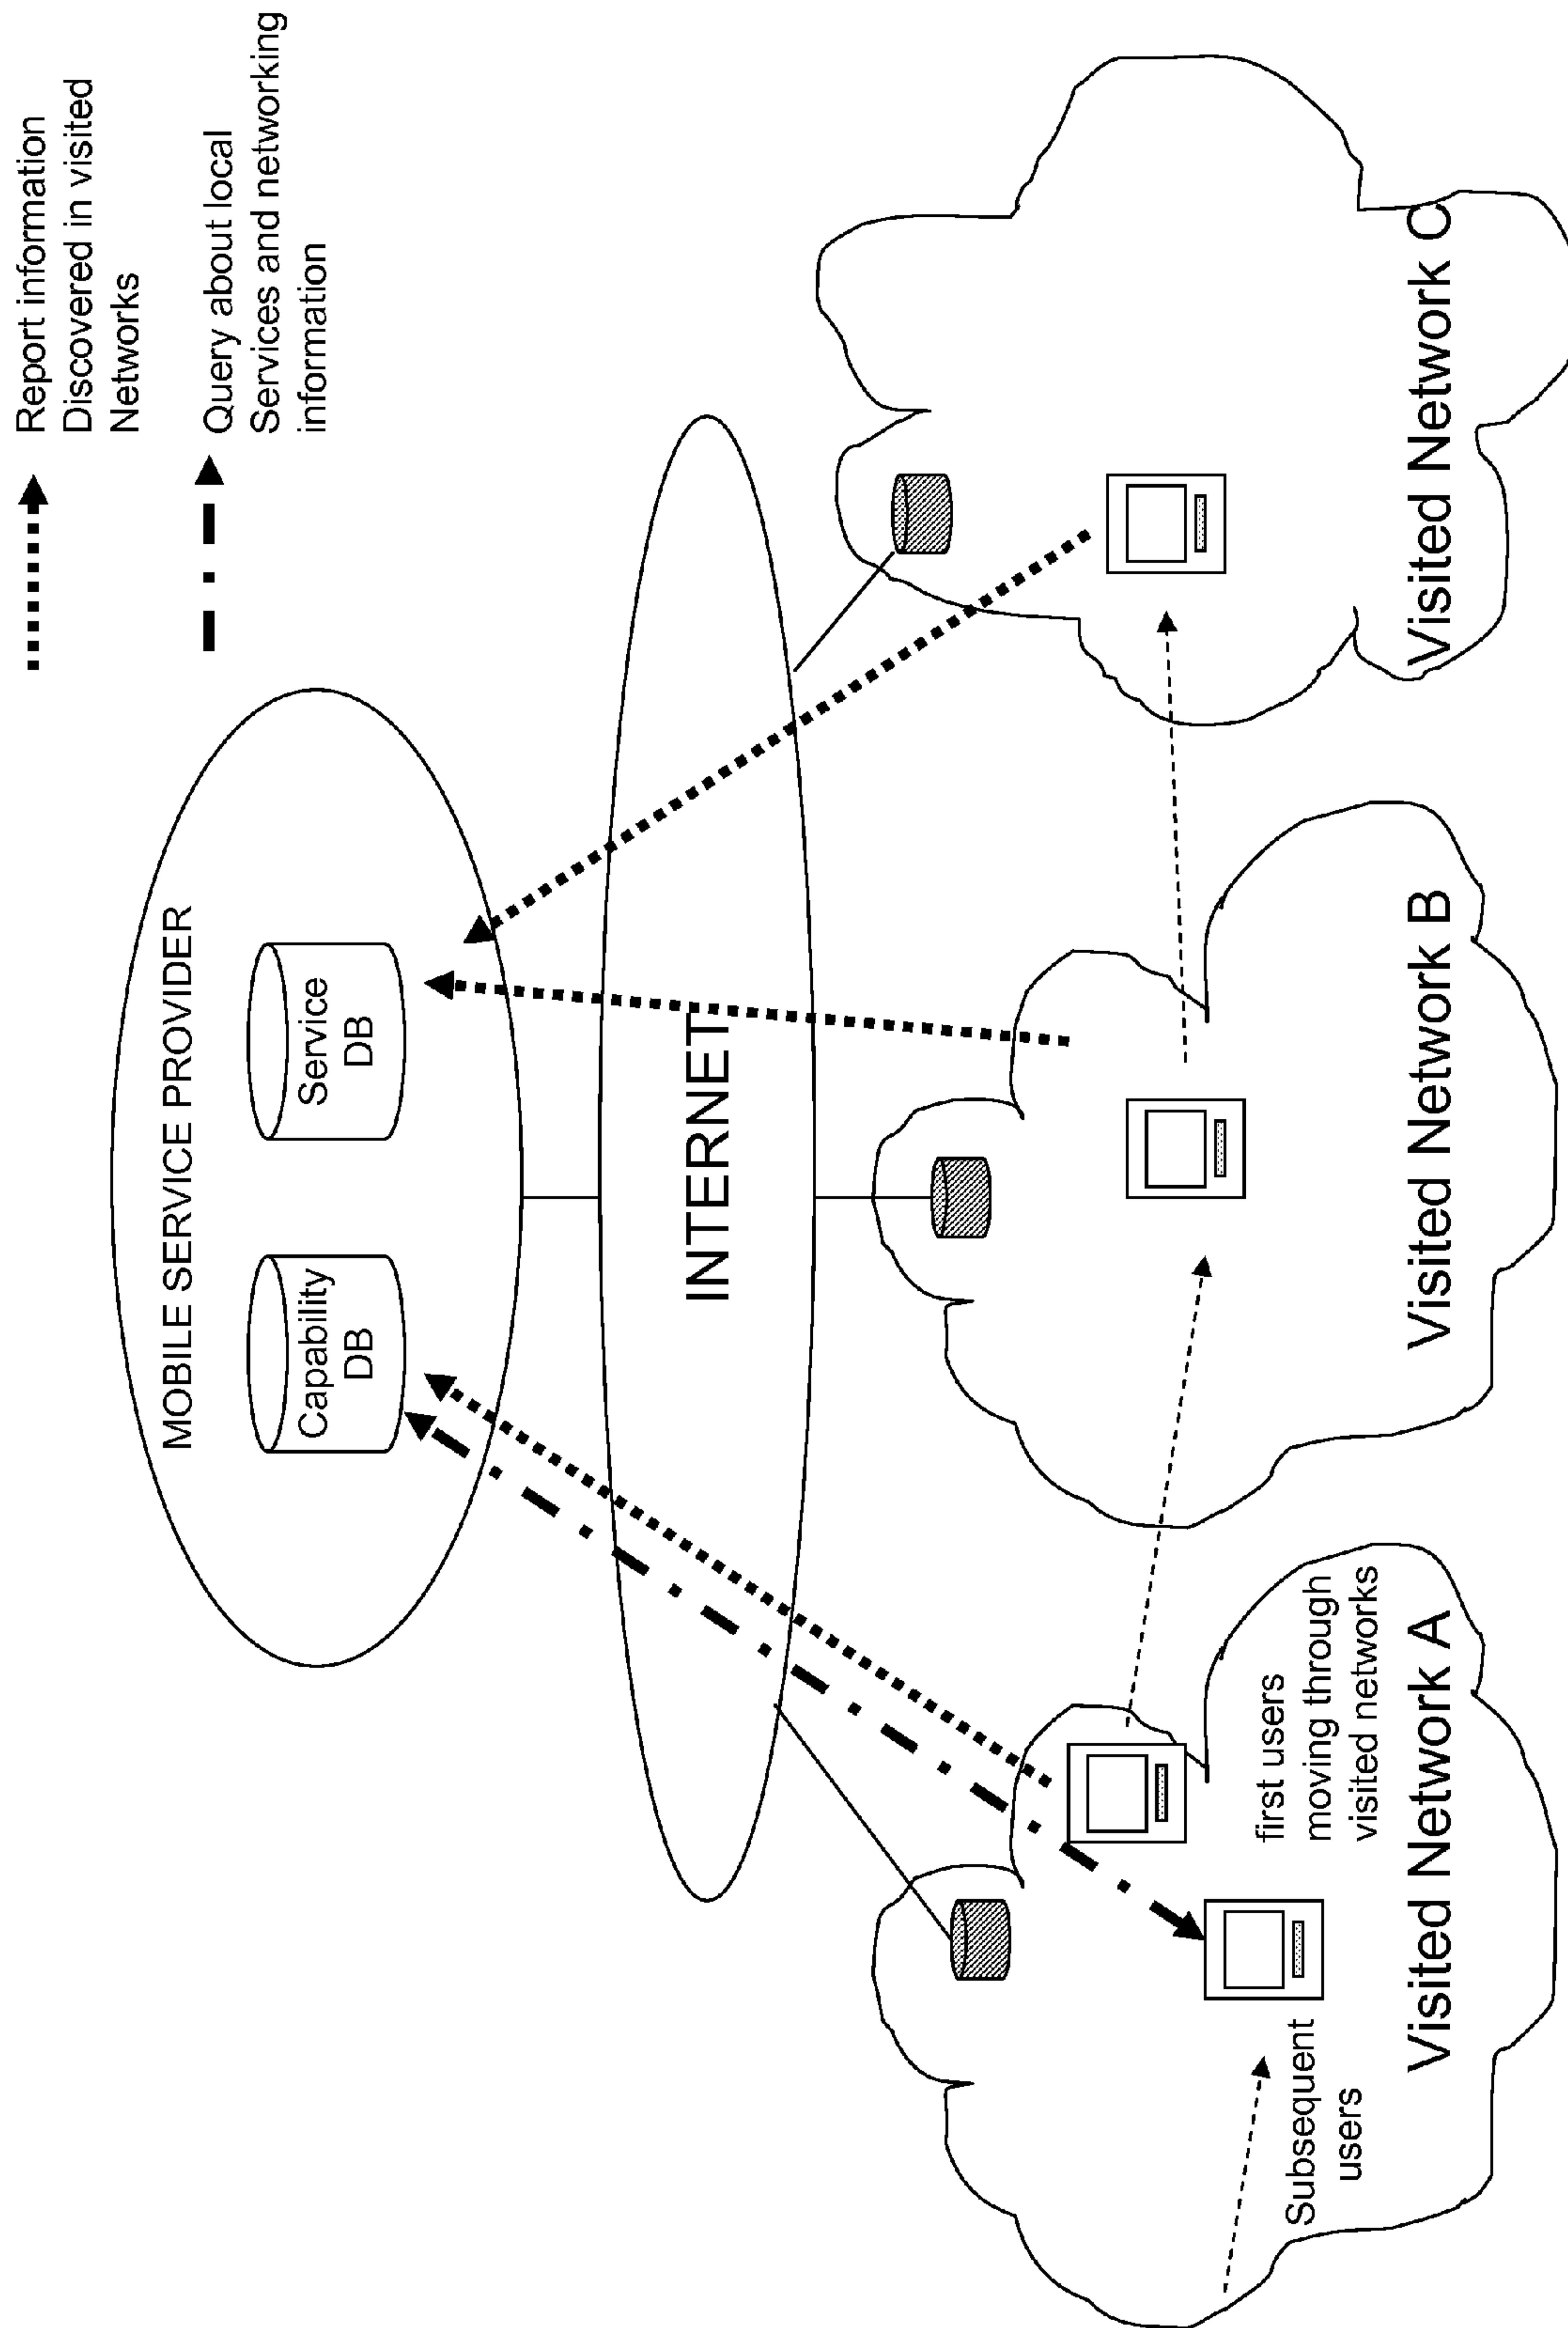 Report information
Discovered in visited
Networks
Query about local
Services and networking
information
MOBILE SERVICE PROVIDER
Capability
DB
Service
DB
INTERNET
first users
moving through
visited networks
Subsequent
users
Visited Network A
Visited Network B
Visited Network C